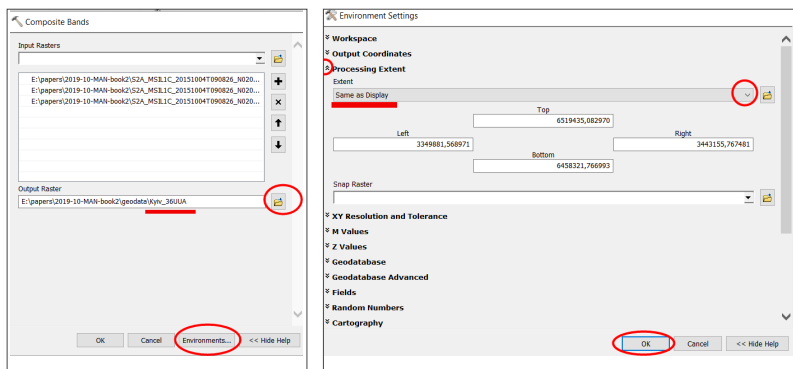 Composite Bands
Input Rasters
E:\papers\2019-10-MAN-book2\S2A_MSIL1C_20151004T090826_N020...
E:\papers\2019-10-MAN-book2\S2A_MSIL1C_20151004T090826_N020...
E:\papers\2019-10-MAN-book2\S2A_MSIL1C_20151004T090826_N020...
Output Raster
E:\papers\2019-10-MAN-book2\geodata\Kyiv_36UUA
OK Cancel Environments... << Hide Help
Environment Settings
Workspace
Output Coordinates
Processing Extent
Extent
Same as Display
Top
6519435,082970
Left Right
3349881,568971 3443155,767481
Bottom
6458321,766993
Snap Raster
XY Resolution and Tolerance
M Values
Z Values
Geodatabase
Geodatabase Advanced
Fields
Random Numbers
Cartography
OK Cancel << Hide Help